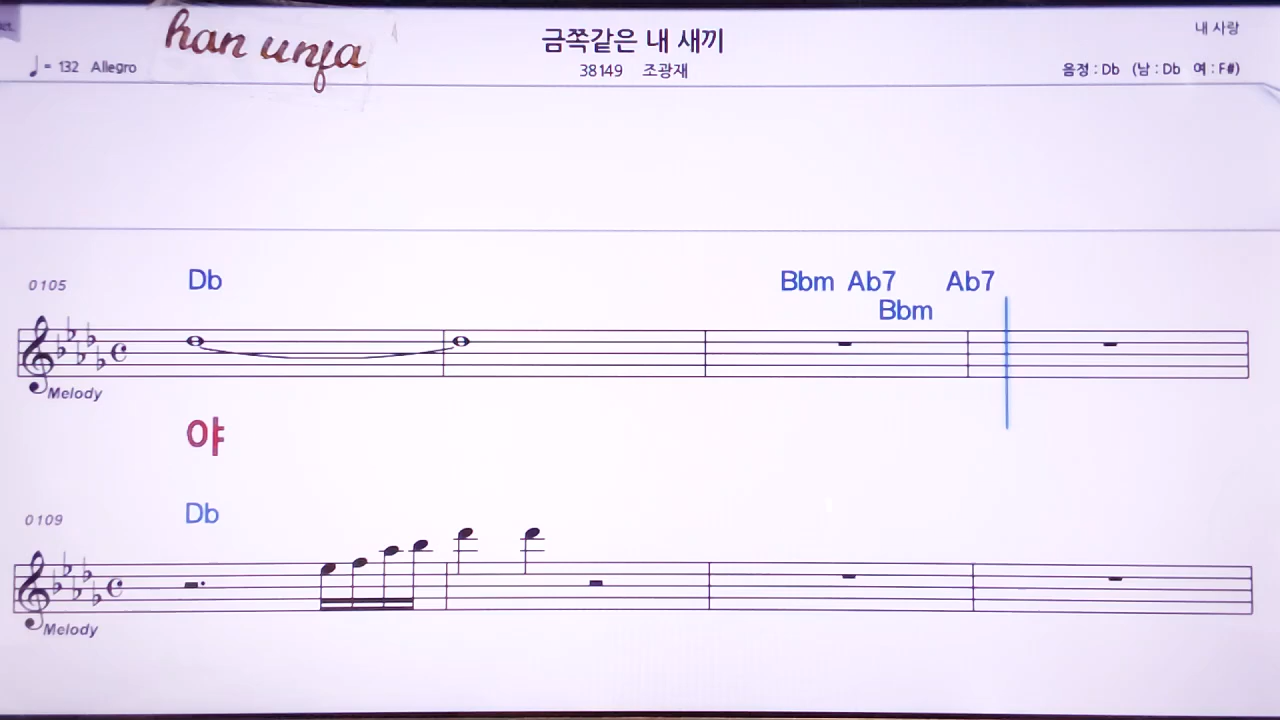 han unfa
금쪽같은 내 새끼
내 사랑
♩= 132 Allegro
38149 조광재
음정 : Db (남 : Db 여 : F#)
0105
Db
Bbm Ab7 Ab7
Bbm
Melody
야
0109
Db
Melody